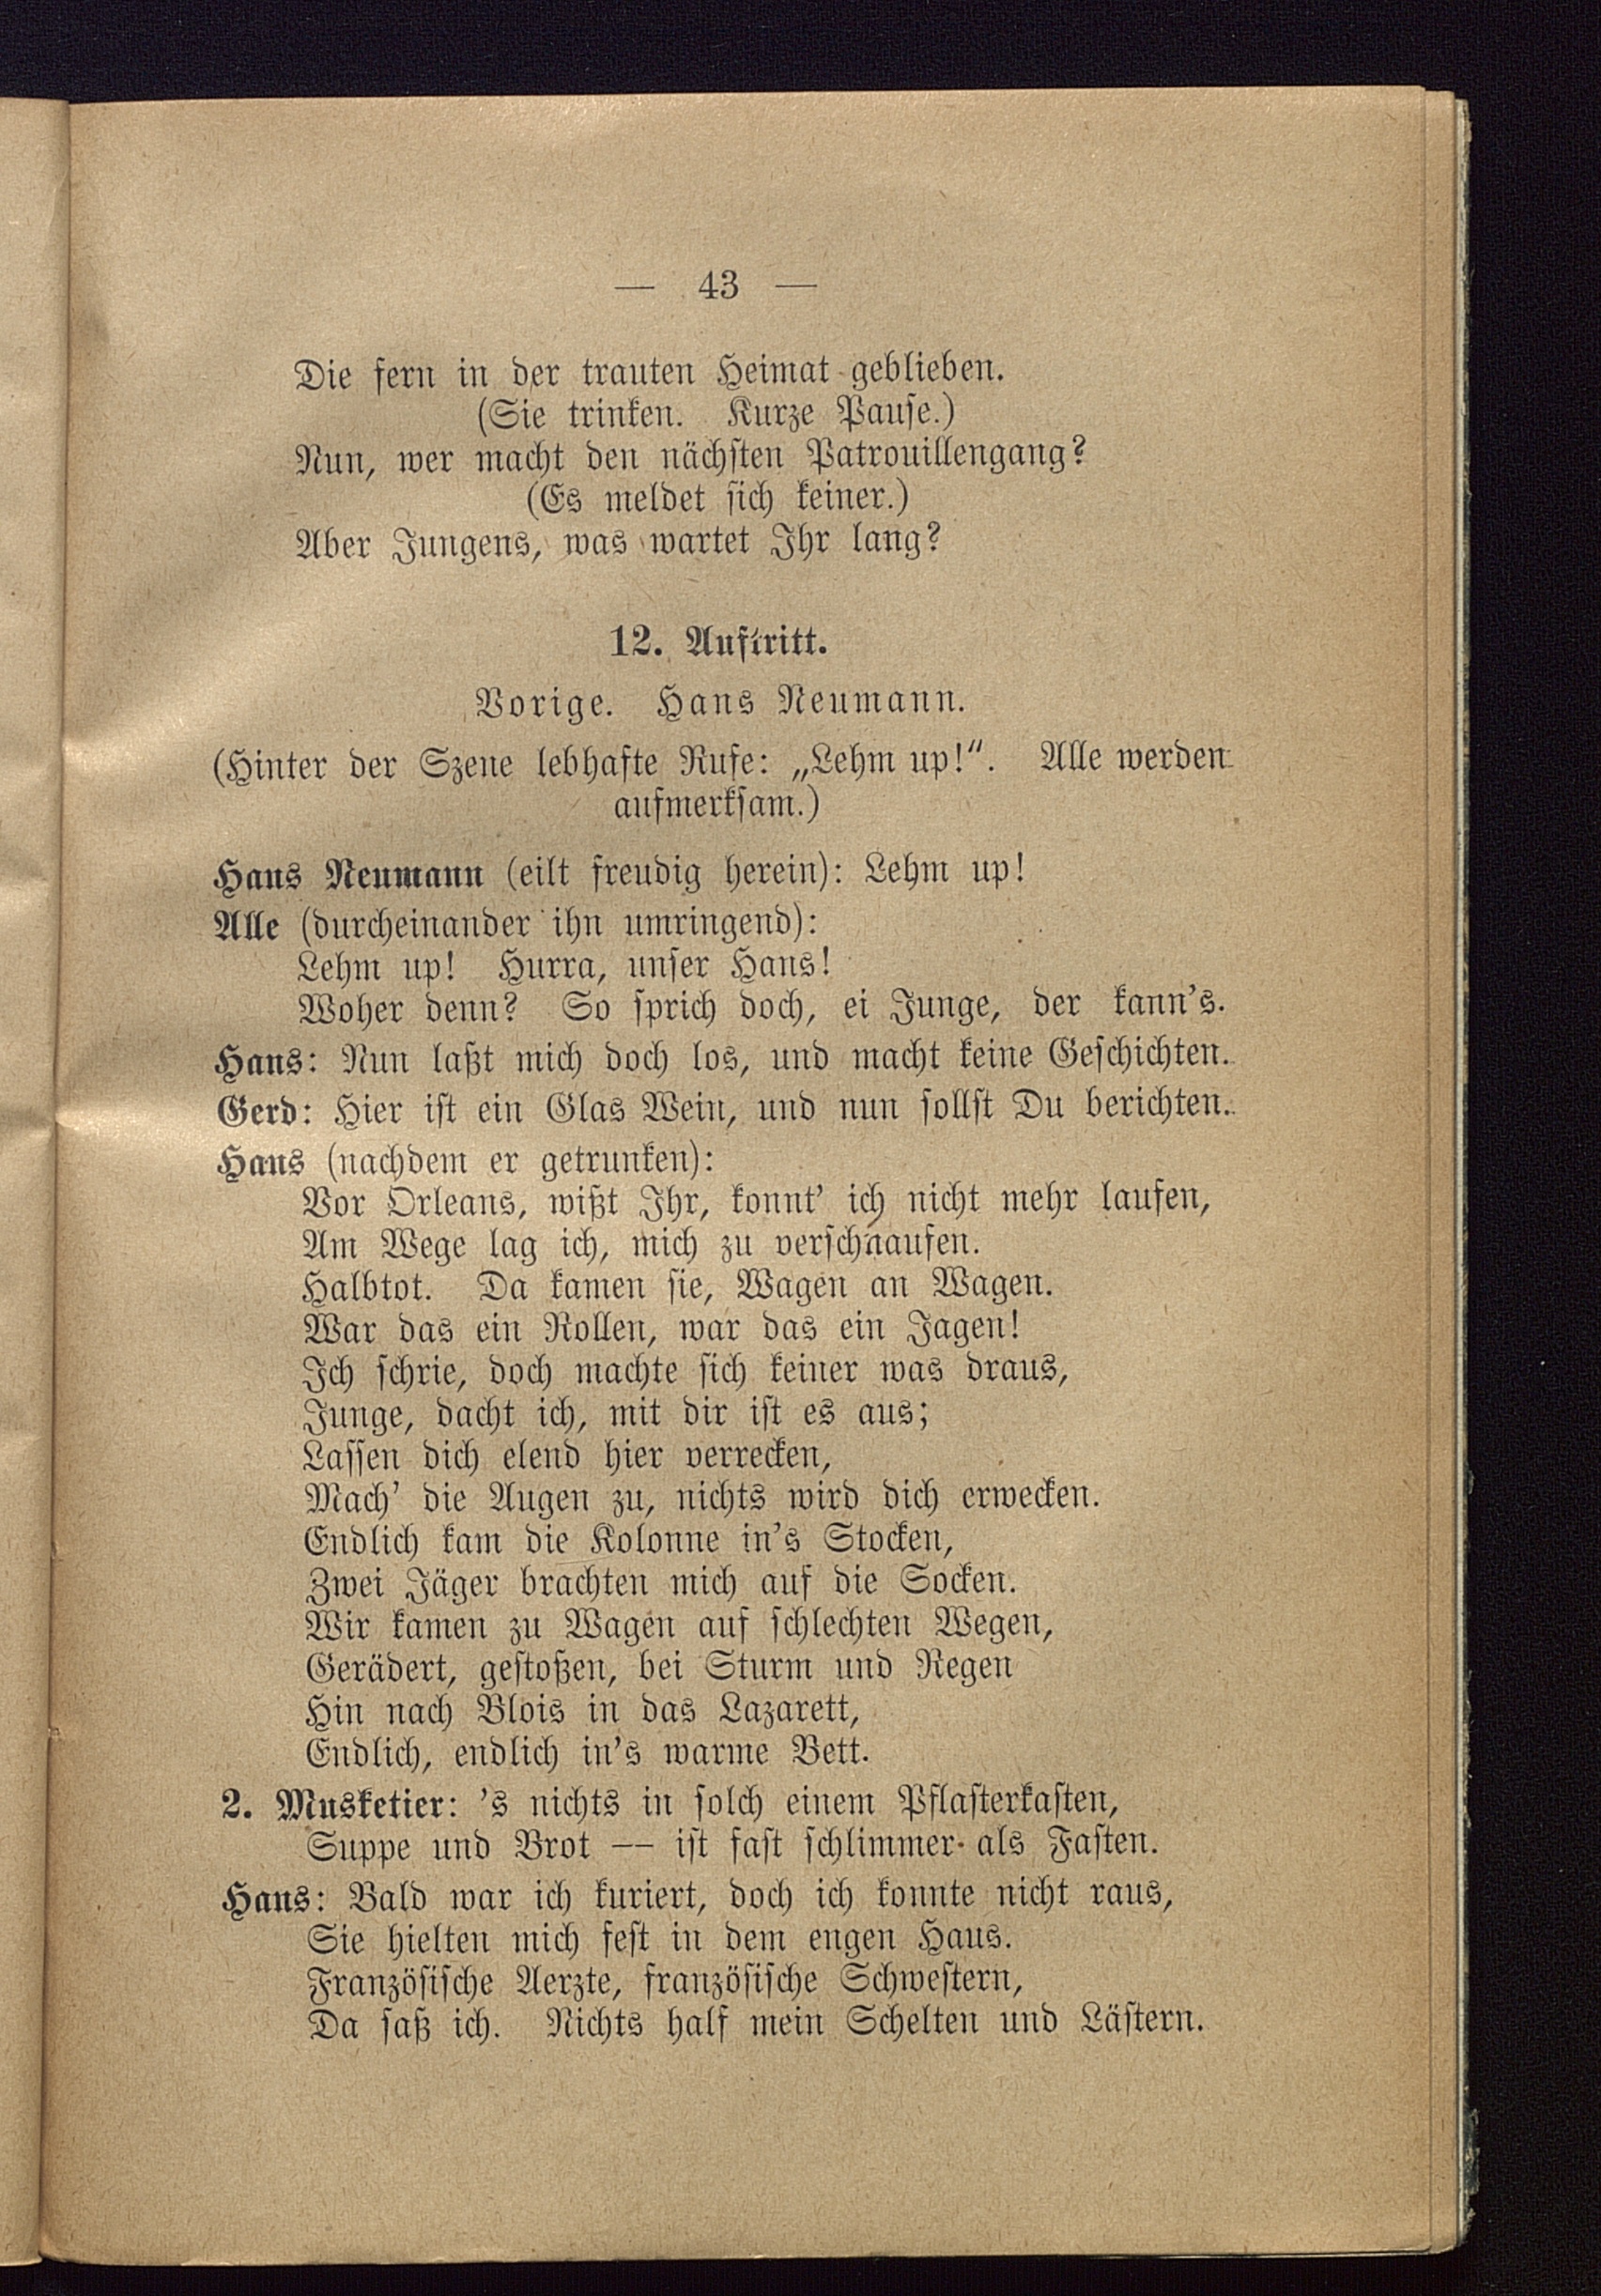 — 43 —
Die fern in der trauten Heimat geblieben.
(Sie trinken. Kurze Pause.)
Nun, wer macht den nächsten Patrouillengang?
(Es meldet sich keiner.)
Aber Jungens, was wartet Ihr lang?
12. Auftritt.
Vorige. Hans Neumann.
(Hinter der Szene lebhafte Rufe: „Lehm up!“. Alle werden
aufmerksam.)
Hans Neumann (eilt freudig herein): Lehm up!
Alle (durcheinander ihn umringend):
Lehm up! Hurra, unser Hans!
Woher denn? So sprich doch, ei Junge, der kann's.
Hans: Nun laßt mich doch los, und macht keine Geschichten.
Gerd: Hier ist ein Glas Wein, und nun sollst Du berichten.
Hans (nachdem er getrunken):
Vor Orleans, wißt Ihr, konnt' ich nicht mehr laufen,
Am Wege lag ich, mich zu verschnaufen.
Halbtot. Da kamen sie, Wagen an Wagen.
War das ein Rollen, war das ein Jagen!
Ich schrie, doch machte sich keiner was draus,
Junge, dacht ich, mit dir ist es aus;
Lassen dich elend hier verrecken,
Mach' die Augen zu, nichts wird dich erwecken.
Endlich kam die Kolonne in's Stocken,
Zwei Jäger brachten mich auf die Socken.
Wir kamen zu Wagen auf schlechten Wegen,
Gerädert, gestoßen, bei Sturm und Regen
Hin nach Blois in das Lazarett,
Endlich, endlich in's warme Bett.
2. Musketier: 's nichts in solch einem Pflasterkasten,
Suppe und Brot — ist fast schlimmer als Fasten.
Hans: Bald war ich kuriert, doch ich konnte nicht raus,
Sie hielten mich fest in dem engen Haus.
Französische Aerzte, französische Schwestern,
Da saß ich. Nichts half mein Schelten und Lästern.